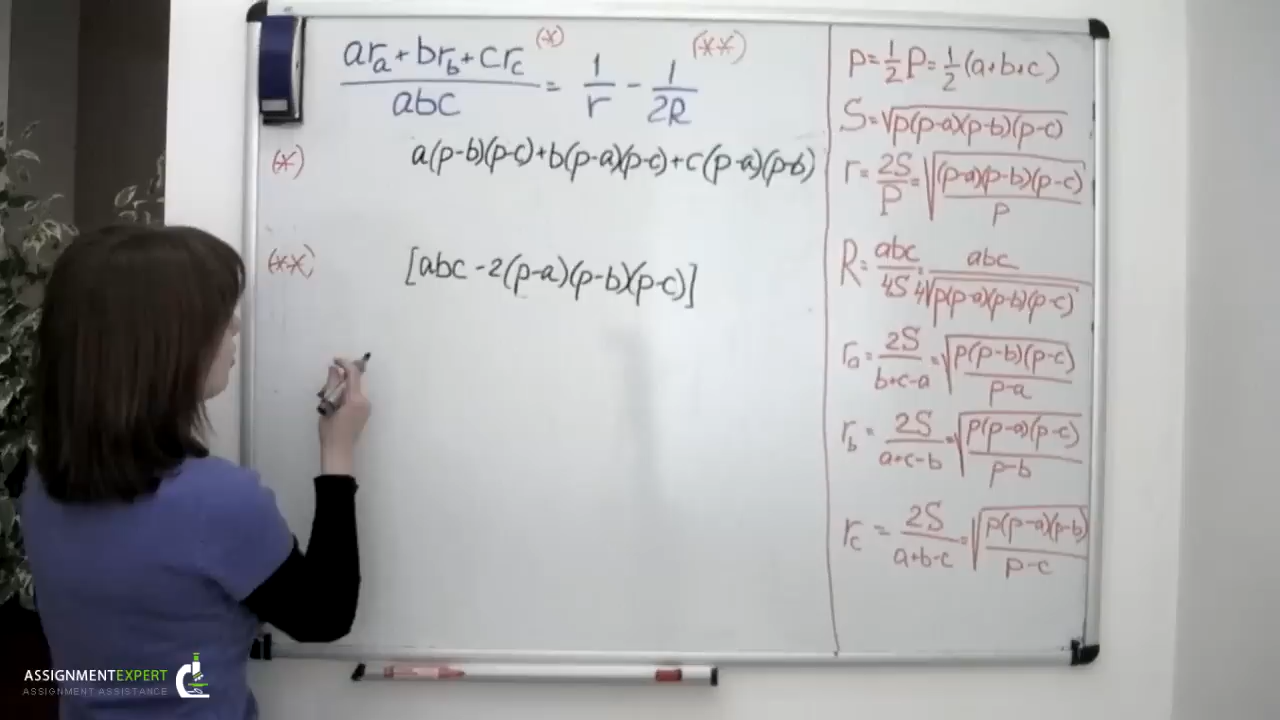 (ar_a + br_b + cr_c)/abc (*) = 1/r - 1/2R (**)
(*) a(p-b)(p-c)+b(p-a)(p-c)+c(p-a)(p-b)
(**) [abc -2(p-a)(p-b)(p-c)]
p = 1/2 P = 1/2 (a+b+c)
S = √(p(p-a)(p-b)(p-c))
r = 2S/P = √((p-a)(p-b)(p-c)/p)
R = abc/4S = abc/(4√(p(p-a)(p-b)(p-c)))
r_a = 2S/(b+c-a) = √(p(p-b)(p-c)/(p-a))
r_b = 2S/(a+c-b) = √(p(p-a)(p-c)/(p-b))
r_c = 2S/(a+b-c) = √(p(p-a)(p-b)/(p-c))
ASSIGNMENTEXPERT
ASSIGNMENT ASSISTANCE